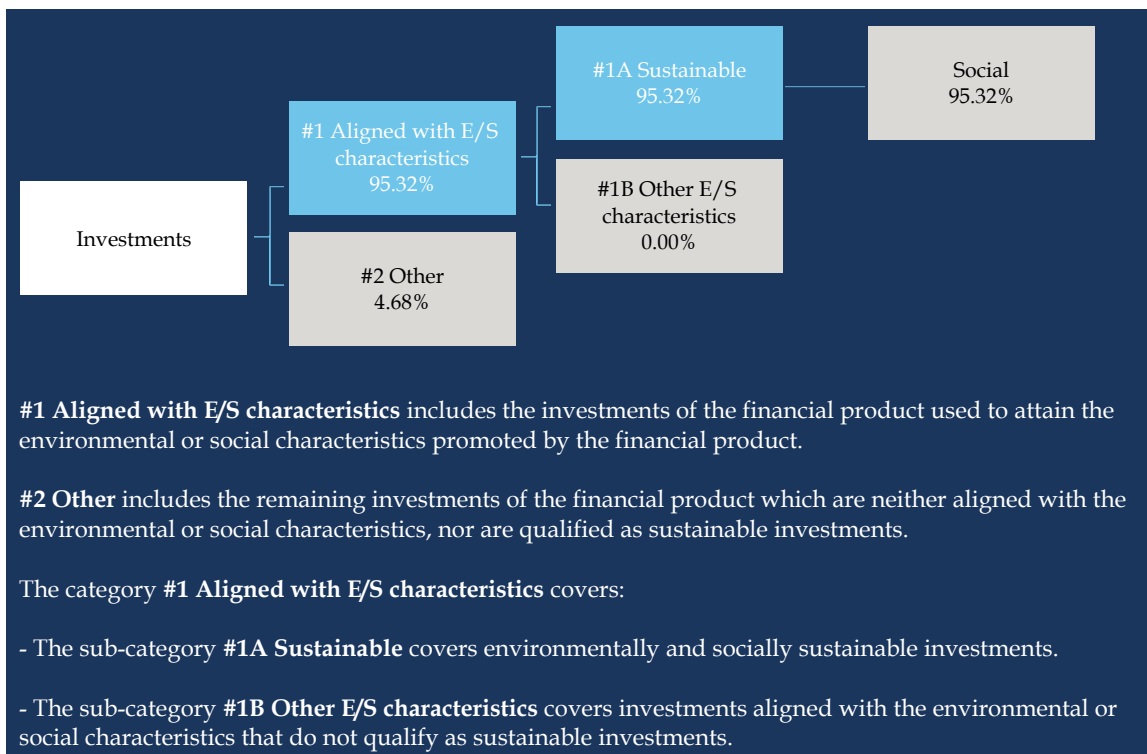 Investments
#1 Aligned with E/S
characteristics
95.32%
#2 Other
4.68%
#1A Sustainable
95.32%
#1B Other E/S
characteristics
0.00%
Social
95.32%
#1 Aligned with E/S characteristics includes the investments of the financial product used to attain the
environmental or social characteristics promoted by the financial product.
#2 Other includes the remaining investments of the financial product which are neither aligned with the
environmental or social characteristics, nor are qualified as sustainable investments.
The category #1 Aligned with E/S characteristics covers:
- The sub-category #1A Sustainable covers environmentally and socially sustainable investments.
- The sub-category #1B Other E/S characteristics covers investments aligned with the environmental or
social characteristics that do not qualify as sustainable investments.